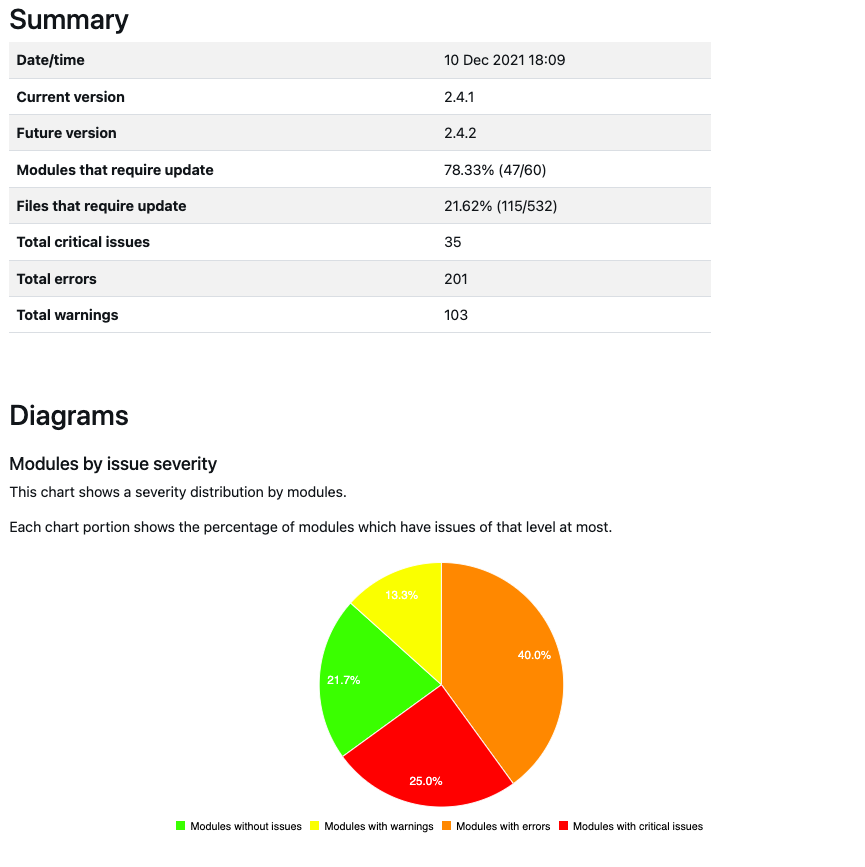 Summary
Date/time 10 Dec 2021 18:09
Current version 2.4.1
Future version 2.4.2
Modules that require update 78.33% (47/60)
Files that require update 21.62% (115/532)
Total critical issues 35
Total errors 201
Total warnings 103
Diagrams
Modules by issue severity
This chart shows a severity distribution by modules.
Each chart portion shows the percentage of modules which have issues of that level at most.
13.3%
40.0%
21.7%
25.0%
Modules without issues Modules with warnings Modules with errors Modules with critical issues